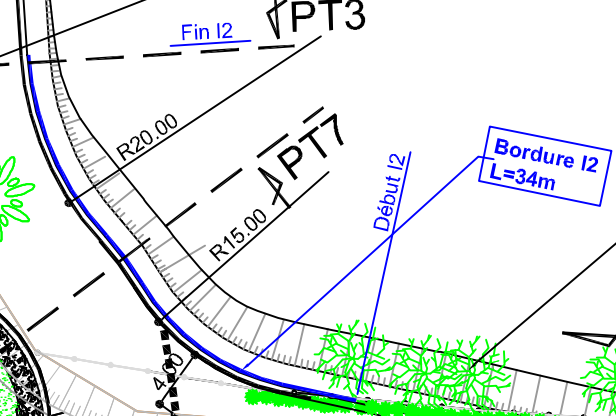 PT3
Fin I2
R20.00
PT7
Début I2
Bordure I2
L=34m
R15.00
4.00